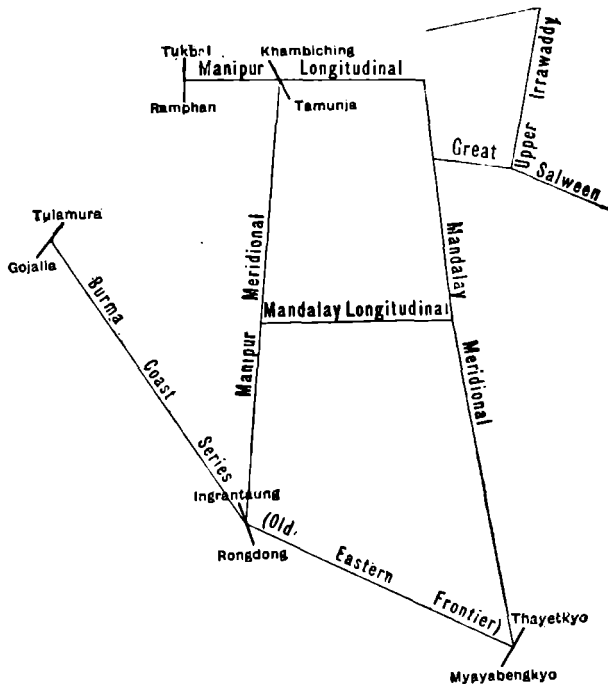 Tukbai Khambiching
Manipur Longitudinal
Ramphan Tamunja
Upper Irrawaddy
Great Salween
Tulamura
Gojalia
Burma Coast Series
Manipur Meridional
Mandalay Meridional
Mandalay Longitudinal
Ingrantaung
Rongdong
(Old Eastern Frontier)
Thayetkyo
Myayabengkyo